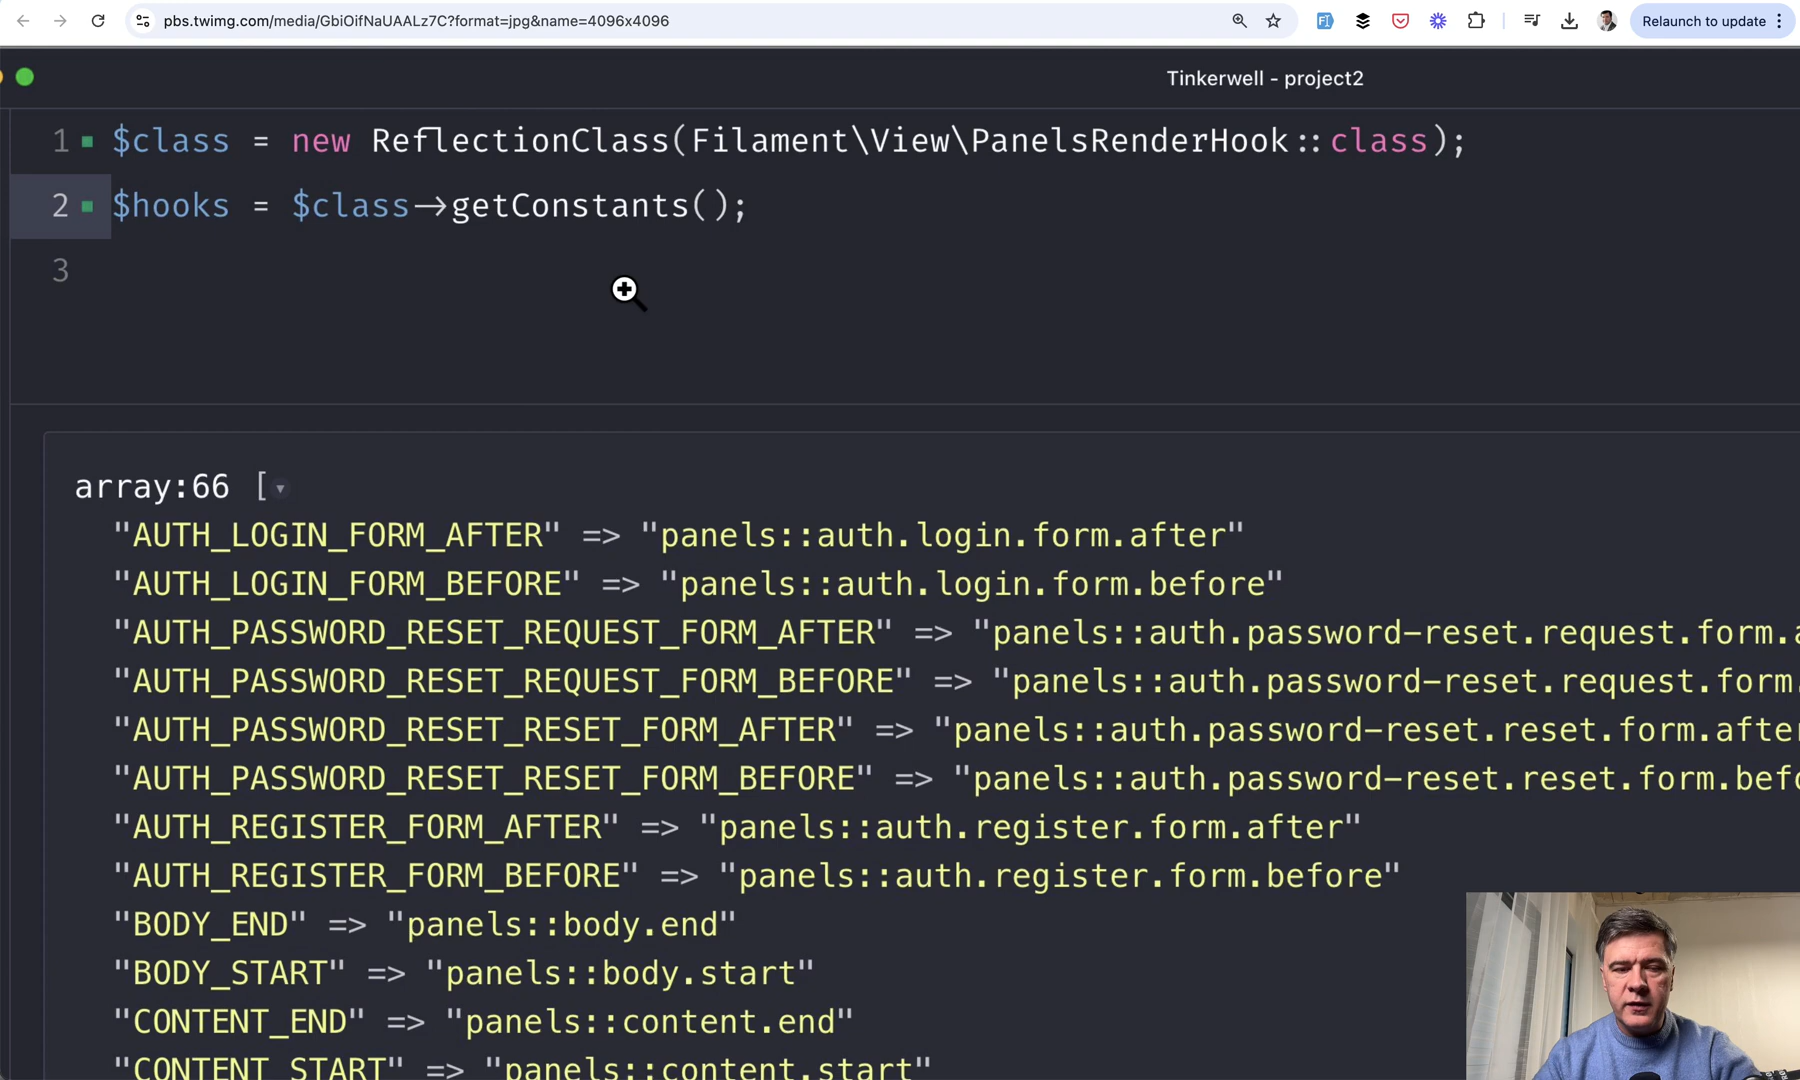 pbs.twimg.com/media/GbiOifNaUAALz7C?format=jpg&name=4096x4096
Relaunch to update
Tinkerwell - project2
1 $class = new ReflectionClass(Filament\View\PanelsRenderHook::class);
2 $hooks = $class->getConstants();
3
array:66 [
"AUTH_LOGIN_FORM_AFTER" => "panels::auth.login.form.after"
"AUTH_LOGIN_FORM_BEFORE" => "panels::auth.login.form.before"
"AUTH_PASSWORD_RESET_REQUEST_FORM_AFTER" => "panels::auth.password-reset.request.form.a
"AUTH_PASSWORD_RESET_REQUEST_FORM_BEFORE" => "panels::auth.password-reset.request.form.
"AUTH_PASSWORD_RESET_RESET_FORM_AFTER" => "panels::auth.password-reset.reset.form.after
"AUTH_PASSWORD_RESET_RESET_FORM_BEFORE" => "panels::auth.password-reset.reset.form.befo
"AUTH_REGISTER_FORM_AFTER" => "panels::auth.register.form.after"
"AUTH_REGISTER_FORM_BEFORE" => "panels::auth.register.form.before"
"BODY_END" => "panels::body.end"
"BODY_START" => "panels::body.start"
"CONTENT_END" => "panels::content.end"
"CONTENT_START" => "panels::content.start"